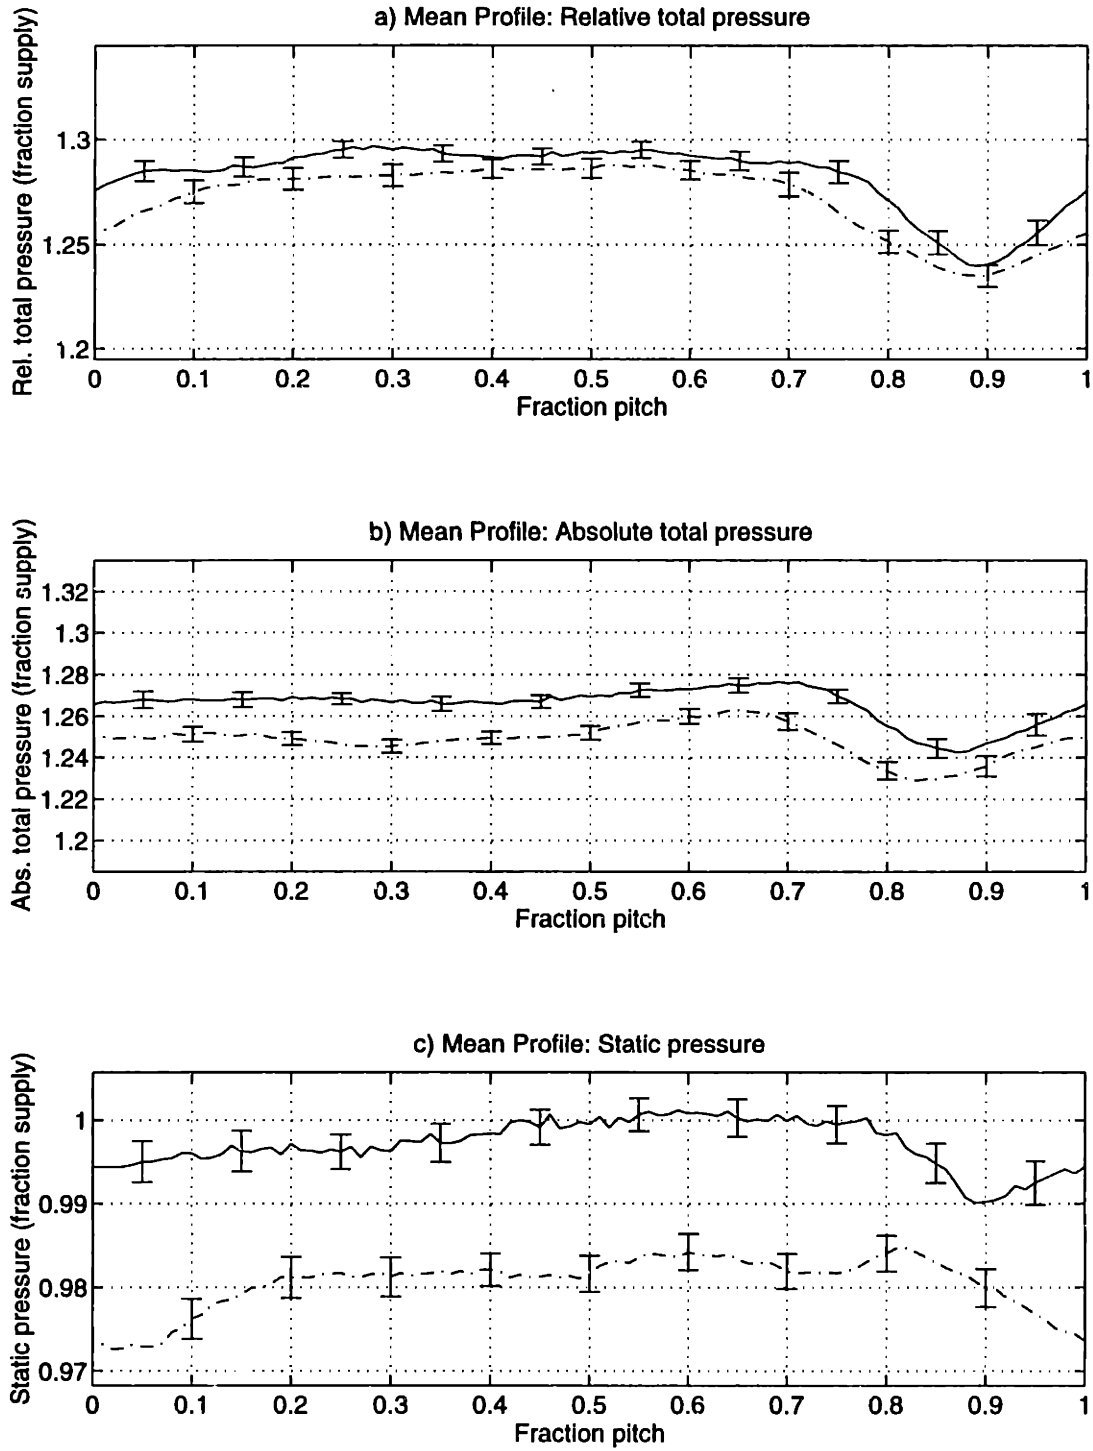 a) Mean Profile: Relative total pressure
Rel. total pressure (fraction supply)
1.3
1.25
1.2
0 0.1 0.2 0.3 0.4 0.5 0.6 0.7 0.8 0.9 1
Fraction pitch
b) Mean Profile: Absolute total pressure
Abs. total pressure (fraction supply)
1.32
1.3
1.28
1.26
1.24
1.22
1.2
0 0.1 0.2 0.3 0.4 0.5 0.6 0.7 0.8 0.9 1
Fraction pitch
c) Mean Profile: Static pressure
Static pressure (fraction supply)
1
0.99
0.98
0.97
0 0.1 0.2 0.3 0.4 0.5 0.6 0.7 0.8 0.9 1
Fraction pitch